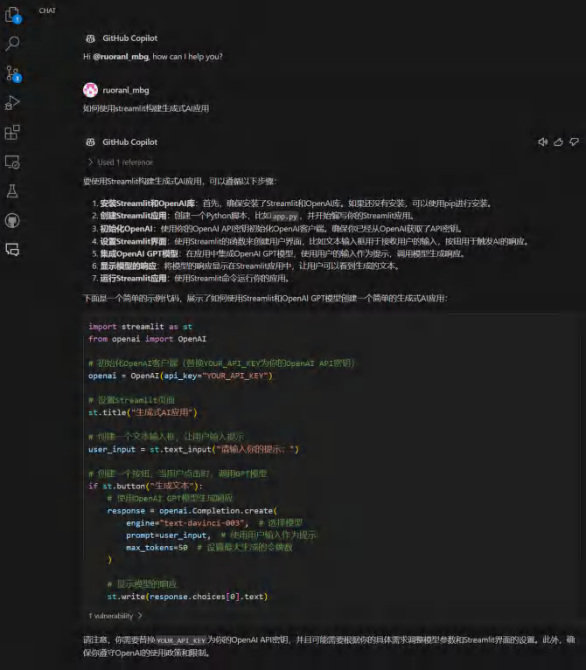 CHAT
GitHub Copilot
Hi @ruoranl_mbg, how can I help you?
ruoranl_mbg
如何使用streamlit构建生成式AI应用
GitHub Copilot
Used 1 reference
要使用Streamlit构建生成式AI应用，可以遵循以下步骤：
1. 安装Streamlit和OpenAI库：首先，确保安装了Streamlit和OpenAI库。如果还没有安装，可以使用pip进行安装。
2. 创建Streamlit应用：创建一个Python脚本，比如app.py，并开始编写你的Streamlit应用。
3. 初始化OpenAI：使用你的OpenAI API密钥初始化OpenAI客户端。确保你已经从OpenAI获取了API密钥。
4. 设置Streamlit界面：使用Streamlit的函数来创建用户界面，比如文本输入框用于接收用户的输入，按钮用于触发AI的响应。
5. 集成OpenAI GPT模型：在应用中集成OpenAI GPT模型，使用用户的输入作为提示，调用模型生成响应。
6. 显示模型的响应：将模型的响应显示在Streamlit应用中，让用户可以看到生成的文本。
7. 运行Streamlit应用：使用Streamlit命令运行你的应用。
下面是一个简单的示例代码，展示了如何使用Streamlit和OpenAI GPT模型创建一个简单的生成式AI应用：
import streamlit as st
from openai import OpenAI
# 初始化OpenAI客户端（替换YOUR_API_KEY为你的OpenAI API密钥）
openai = OpenAI(api_key="YOUR_API_KEY")
# 设置Streamlit页面
st.title("生成式AI应用")
# 创建一个文本输入框，让用户输入提示
user_input = st.text_input("请输入你的提示：")
# 创建一个按钮，当用户点击时，调用GPT模型
if st.button("生成文本"):
# 使用OpenAI GPT模型生成响应
response = openai.Completion.create(
engine="text-davinci-003",  # 选择模型
prompt=user_input,  # 使用用户输入作为提示
max_tokens=50  # 设置最大生成的令牌数
)
# 显示模型的响应
st.write(response.choices[0].text)
1 vulnerability
请注意，你需要替换YOUR_API_KEY为你的OpenAI API密钥，并且可能需要根据你的具体需求调整模型参数和Streamlit界面的设置。此外，确
保你遵守OpenAI的使用政策和限制。